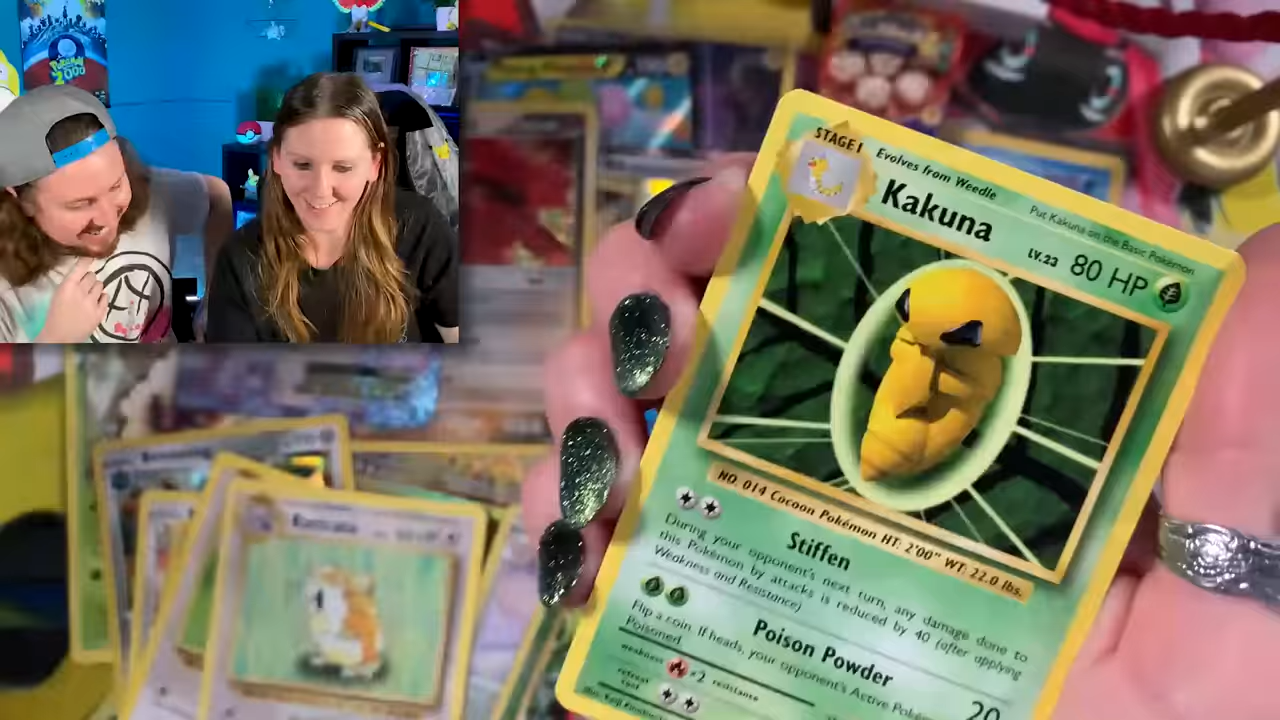 Pokémon
2000
STAGE 1
Evolves from Weedle
Put Kakuna on the Basic Pokémon
Kakuna
LV.23 80 HP
NO. 014 Cocoon Pokémon HT: 2'00" WT: 22.0 lbs.
Stiffen
During your opponent's next turn, any damage done to
this Pokémon by attacks is reduced by 40 (after applying
Weakness and Resistance)
Poison Powder
20
Flip a coin. If heads, your opponent's Active
Poisoned.
weakness ×2 resistance
retreat
cost